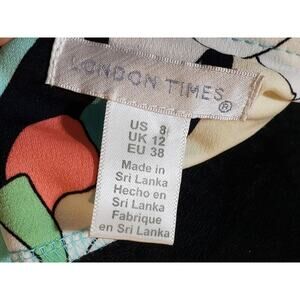 LONDON TIMES ®
US 8
UK 12
EU 38
Made in
Sri Lanka
Hecho en
Sri Lanka
Fabrique
en Sri Lanka